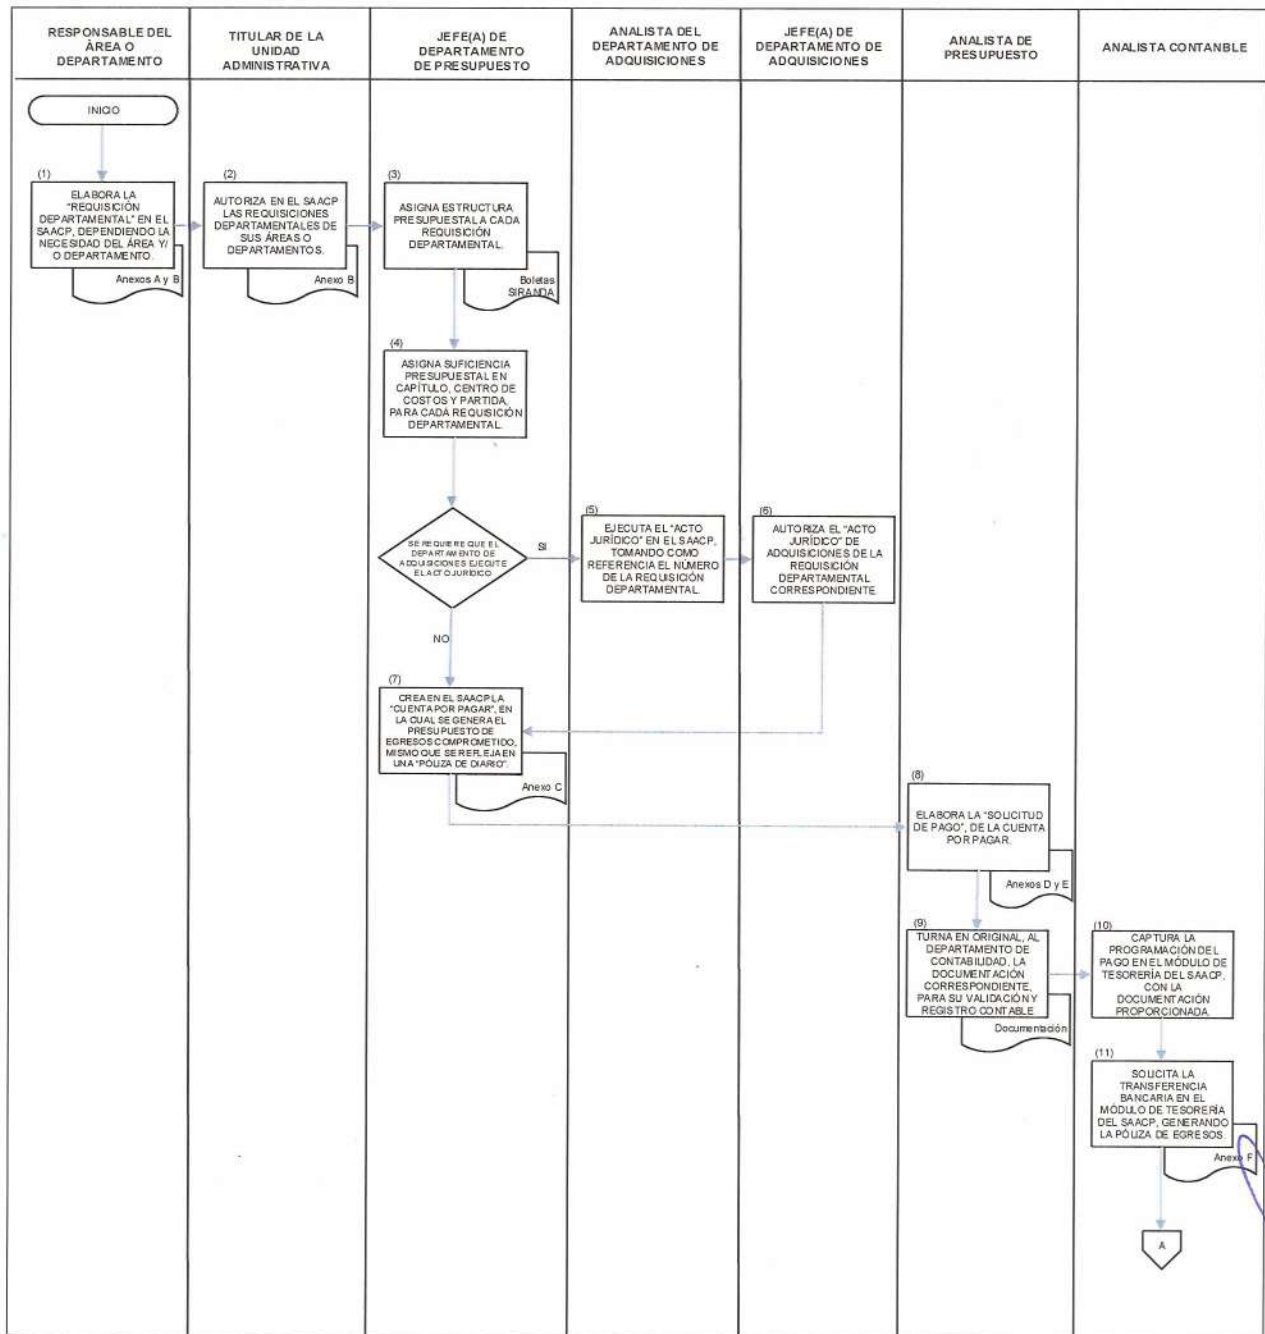 RESPONSABLE DEL
ÁREA O
DEPARTAMENTO
TITULAR DE LA
UNIDAD
ADMINISTRATIVA
JEFE(A) DE
DEPARTAMENTO
DE PRESUPUESTO
ANALISTA DEL
DEPARTAMENTO DE
ADQUISICIONES
JEFE(A) DE
DEPARTAMENTO DE
ADQUISICIONES
ANALISTA DE
PRESUPUESTO
ANALISTA CONTANBLE
INICIO
(1)
ELABORA LA
"REQUISICIÓN
DEPARTAMENTAL" EN EL
SAACP, DEPENDIENDO LA
NECESIDAD DEL ÁREA Y/
O DEPARTAMENTO.
Anexos A y B
(2)
AUTORIZA EN EL SAACP
LAS REQUISICIONES
DEPARTAMENTALES DE
SUS ÁREAS O
DEPARTAMENTOS.
Anexo B
(3)
ASIGNA ESTRUCTURA
PRESUPUESTAL A CADA
REQUISICIÓN
DEPARTAMENTAL.
Boletas
SIRANDA
(4)
ASIGNA SUFICIENCIA
PRESUPUESTAL EN
CAPÍTULO, CENTRO DE
COSTOS Y PARTIDA,
PARA CADA REQUISICIÓN
DEPARTAMENTAL.
SE REQUIERE QUE EL
DEPARTAMENTO DE
ADQUISICIONES EJECUTE
EL ACTO JURÍDICO
SI
NO
(5)
EJECUTA EL "ACTO
JURÍDICO" EN EL SAACP,
TOMANDO COMO
REFERENCIA EL NÚMERO
DE LA REQUISICIÓN
DEPARTAMENTAL.
(6)
AUTORIZA EL "ACTO
JURÍDICO" DE
ADQUISICIONES DE LA
REQUISICIÓN
DEPARTAMENTAL
CORRESPONDIENTE.
(7)
CREA EN EL SAACP LA
"CUENTA POR PAGAR", EN
LA CUAL SE GENERA EL
PRESUPUESTO DE
EGRESOS COMPROMETIDO,
MISMO QUE SE REFLEJA EN
UNA "PÓLIZA DE DIARIO".
Anexo C
(8)
ELABORA LA "SOLICITUD
DE PAGO", DE LA CUENTA
POR PAGAR.
Anexos D y E
(9)
TURNA EN ORIGINAL, AL
DEPARTAMENTO DE
CONTABILIDAD, LA
DOCUMENTACIÓN
CORRESPONDIENTE,
PARA SU VALIDACIÓN Y
REGISTRO CONTABLE
Documentación
(10)
CAPTURA LA
PROGRAMACIÓN DEL
PAGO EN EL MÓDULO DE
TESORERÍA DEL SAACP,
CON LA
DOCUMENTACIÓN
PROPORCIONADA.
(11)
SOLICITA LA
TRANSFERENCIA
BANCARIA EN EL
MÓDULO DE TESORERÍA
DEL SAACP, GENERANDO
LA PÓLIZA DE EGRESOS.
Anexo F
A